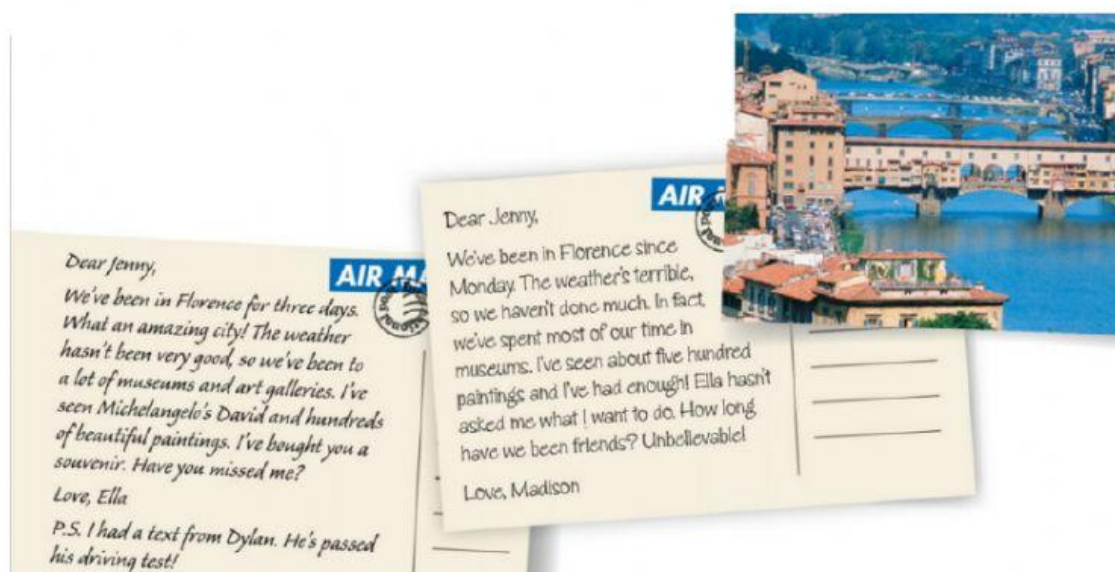 Dear Jenny,
We've been in Florence for three days.
What an amazing city! The weather
hasn't been very good, so we've been to
a lot of museums and art galleries. I've
seen Michelangelo's David and hundreds
of beautiful paintings. I've bought you a
souvenir. Have you missed me?
Love, Ella
P.S. I had a text from Dylan. He's passed
his driving test!
AIR MA
Dear Jenny,
We've been in Florence since
Monday. The weather's terrible,
so we haven't done much. In fact,
we've spent most of our time in
museums. I've seen about five hundred
paintings and I've had enough! Ella hasn't
asked me what I want to do. How long
have we been friends? Unbelievable!
Love, Madison
AIR